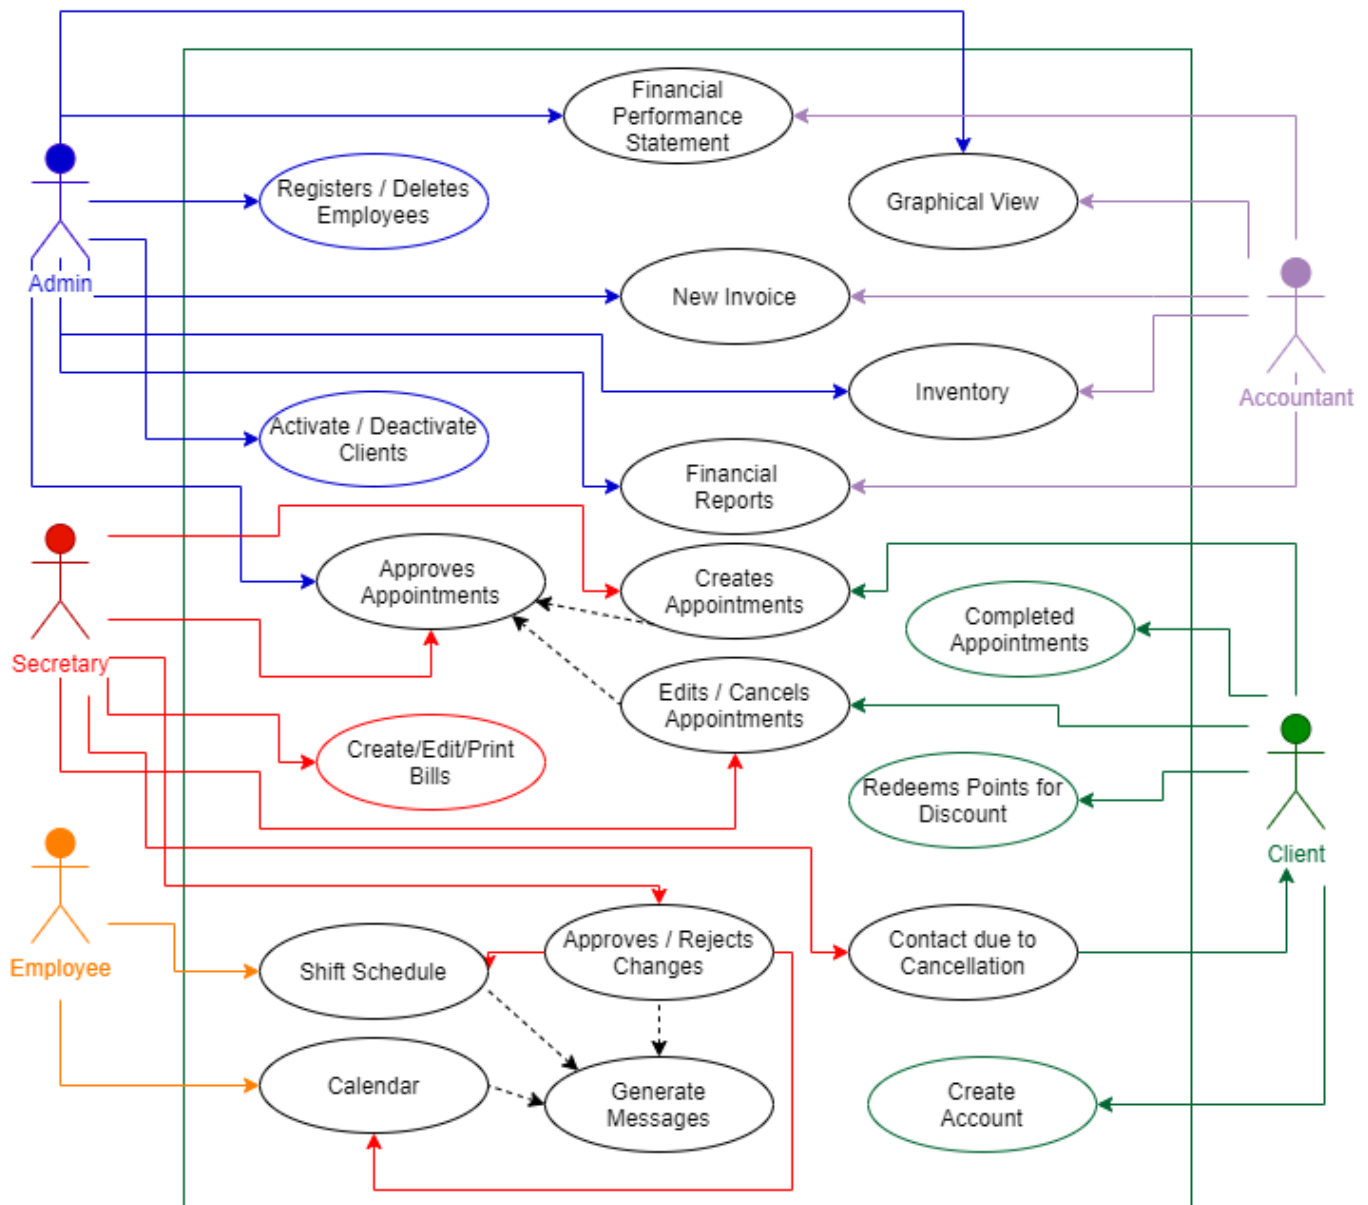 Financial
Performance
Statement
Registers / Deletes
Employees
Graphical View
Admin
New Invoice
Inventory
Accountant
Activate / Deactivate
Clients
Financial
Reports
Approves
Appointments
Creates
Appointments
Completed
Appointments
Secretary
Edits / Cancels
Appointments
Create/Edit/Print
Bills
Redeems Points for
Discount
Client
Employee
Shift Schedule
Approves / Rejects
Changes
Contact due to
Cancellation
Calendar
Generate
Messages
Create
Account